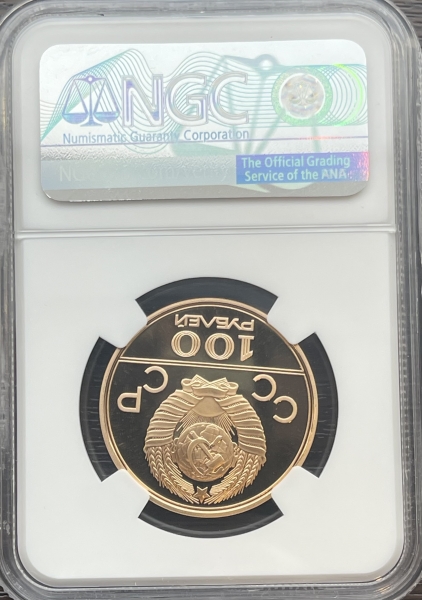 NGC
Numismatic Guaranty Corporation
The Official Grading
Service of the ANA
СССР
100
РУБЛЕЙ